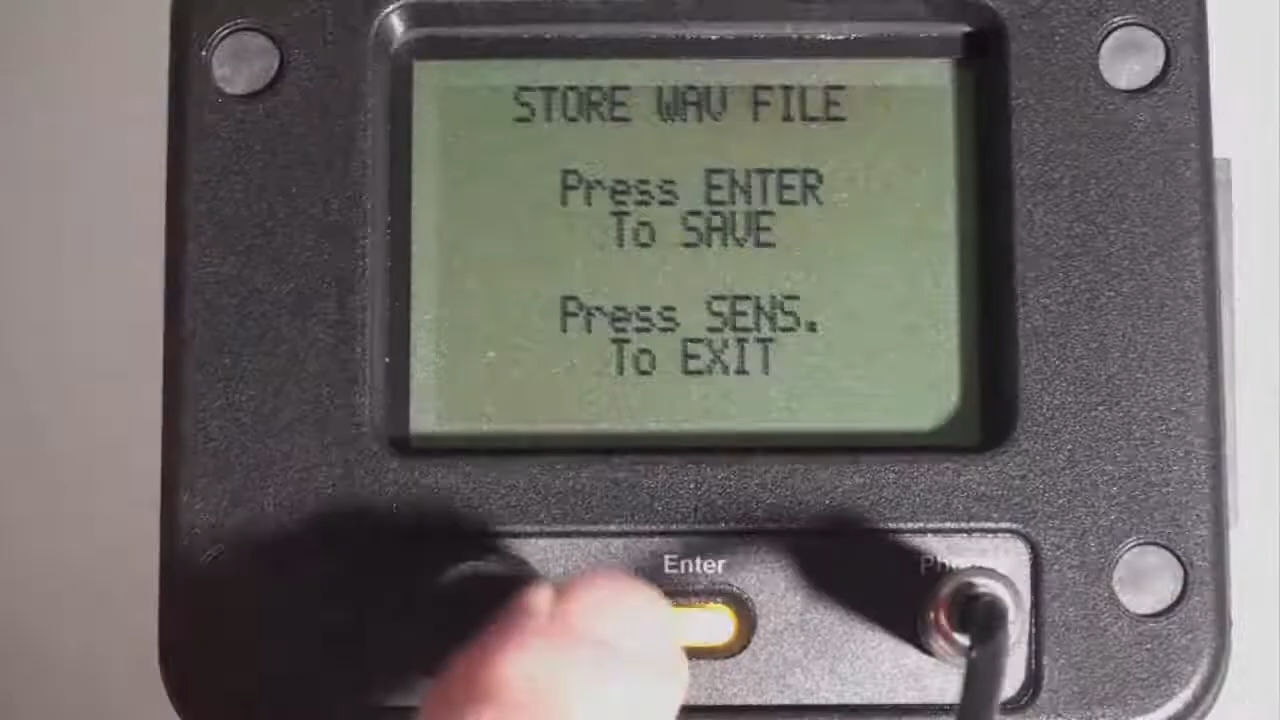 STORE WAV FILE
Press ENTER
To SAVE
Press SENS.
To EXIT
Enter